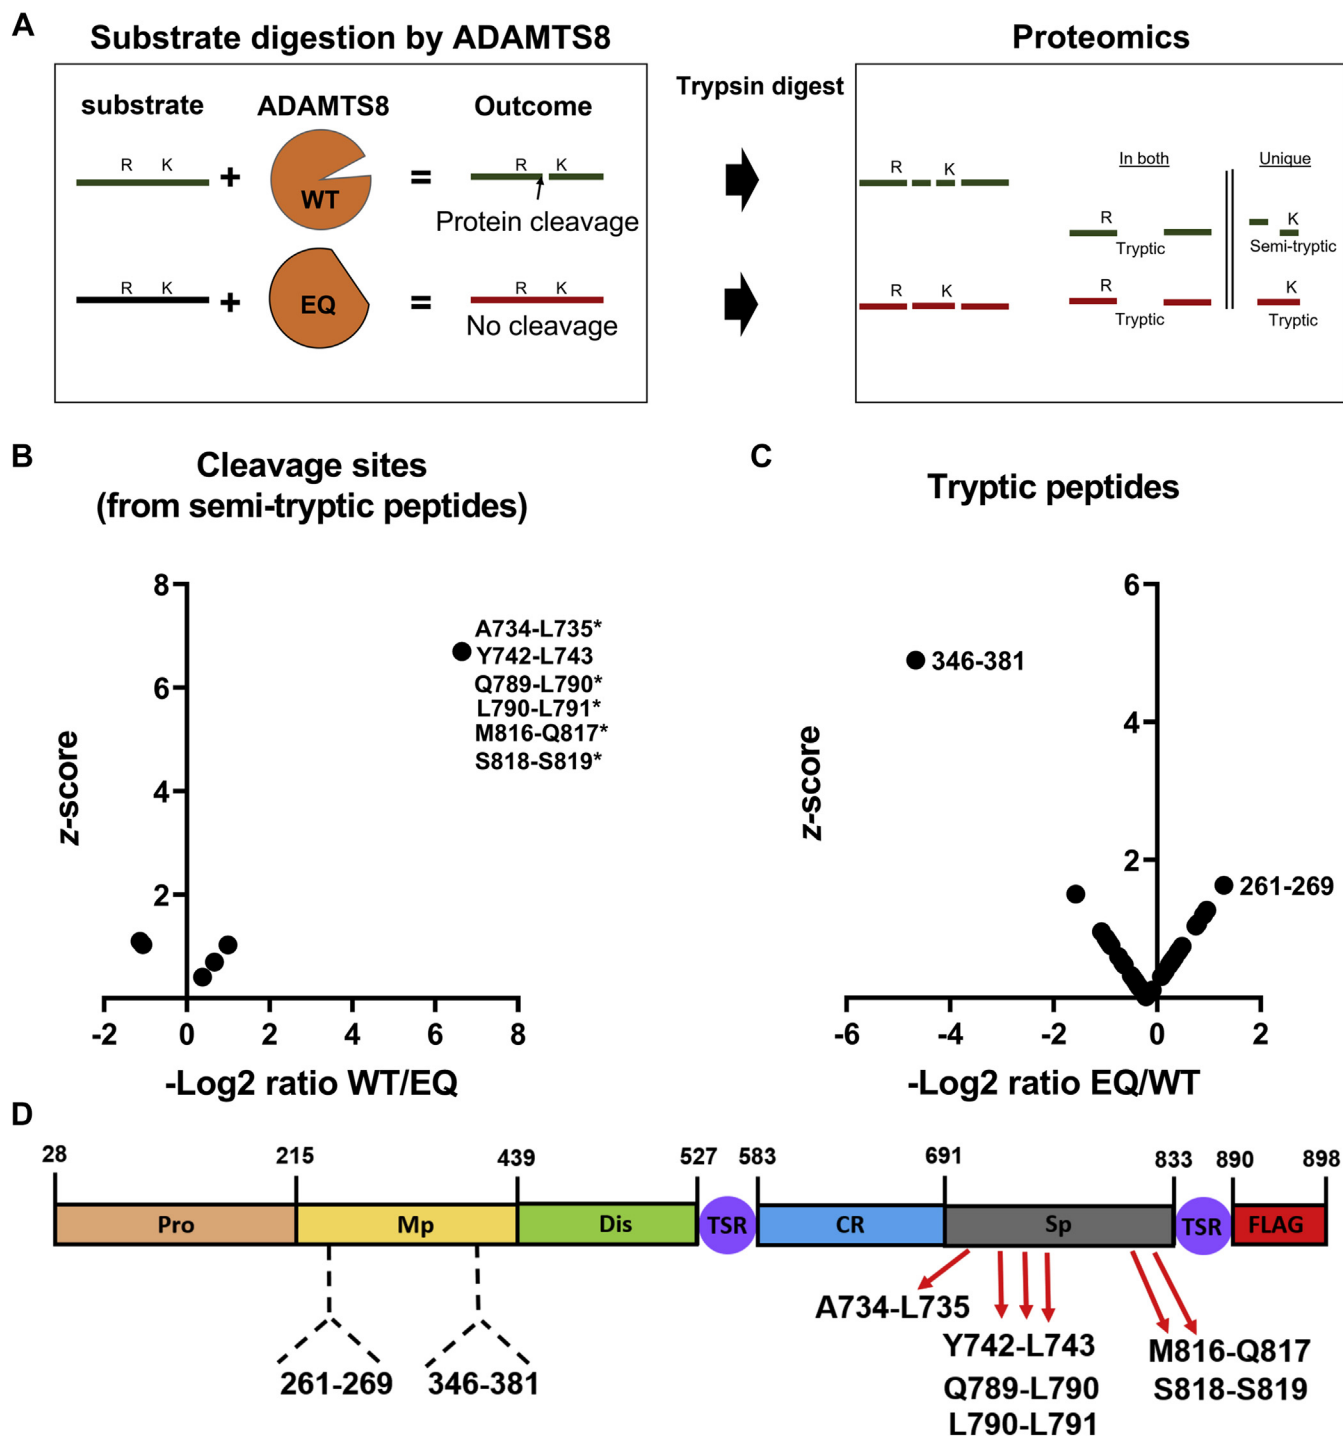 A
Substrate digestion by ADAMTS8
Proteomics
substrate
ADAMTS8
Outcome
Trypsin digest
R K
+
WT
=
R K
Protein cleavage
R K
In both
Unique
R
Tryptic
K
Semi-tryptic
R K
+
EQ
=
R K
No cleavage
R K
R
Tryptic
K
Tryptic
B
Cleavage sites
(from semi-tryptic peptides)
z-score
8
6
4
2
A734-L735*
Y742-L743
Q789-L790*
L790-L791*
M816-Q817*
S818-S819*
-2 0 2 4 6 8
-Log2 ratio WT/EQ
C
Tryptic peptides
z-score
6
4
2
346-381
261-269
-6 -4 -2 0 2
-Log2 ratio EQ/WT
D
28 215 439 527 583 691 833 890 898
Pro Mp Dis TSR CR Sp TSR FLAG
261-269
346-381
A734-L735
Y742-L743
Q789-L790
L790-L791
M816-Q817
S818-S819